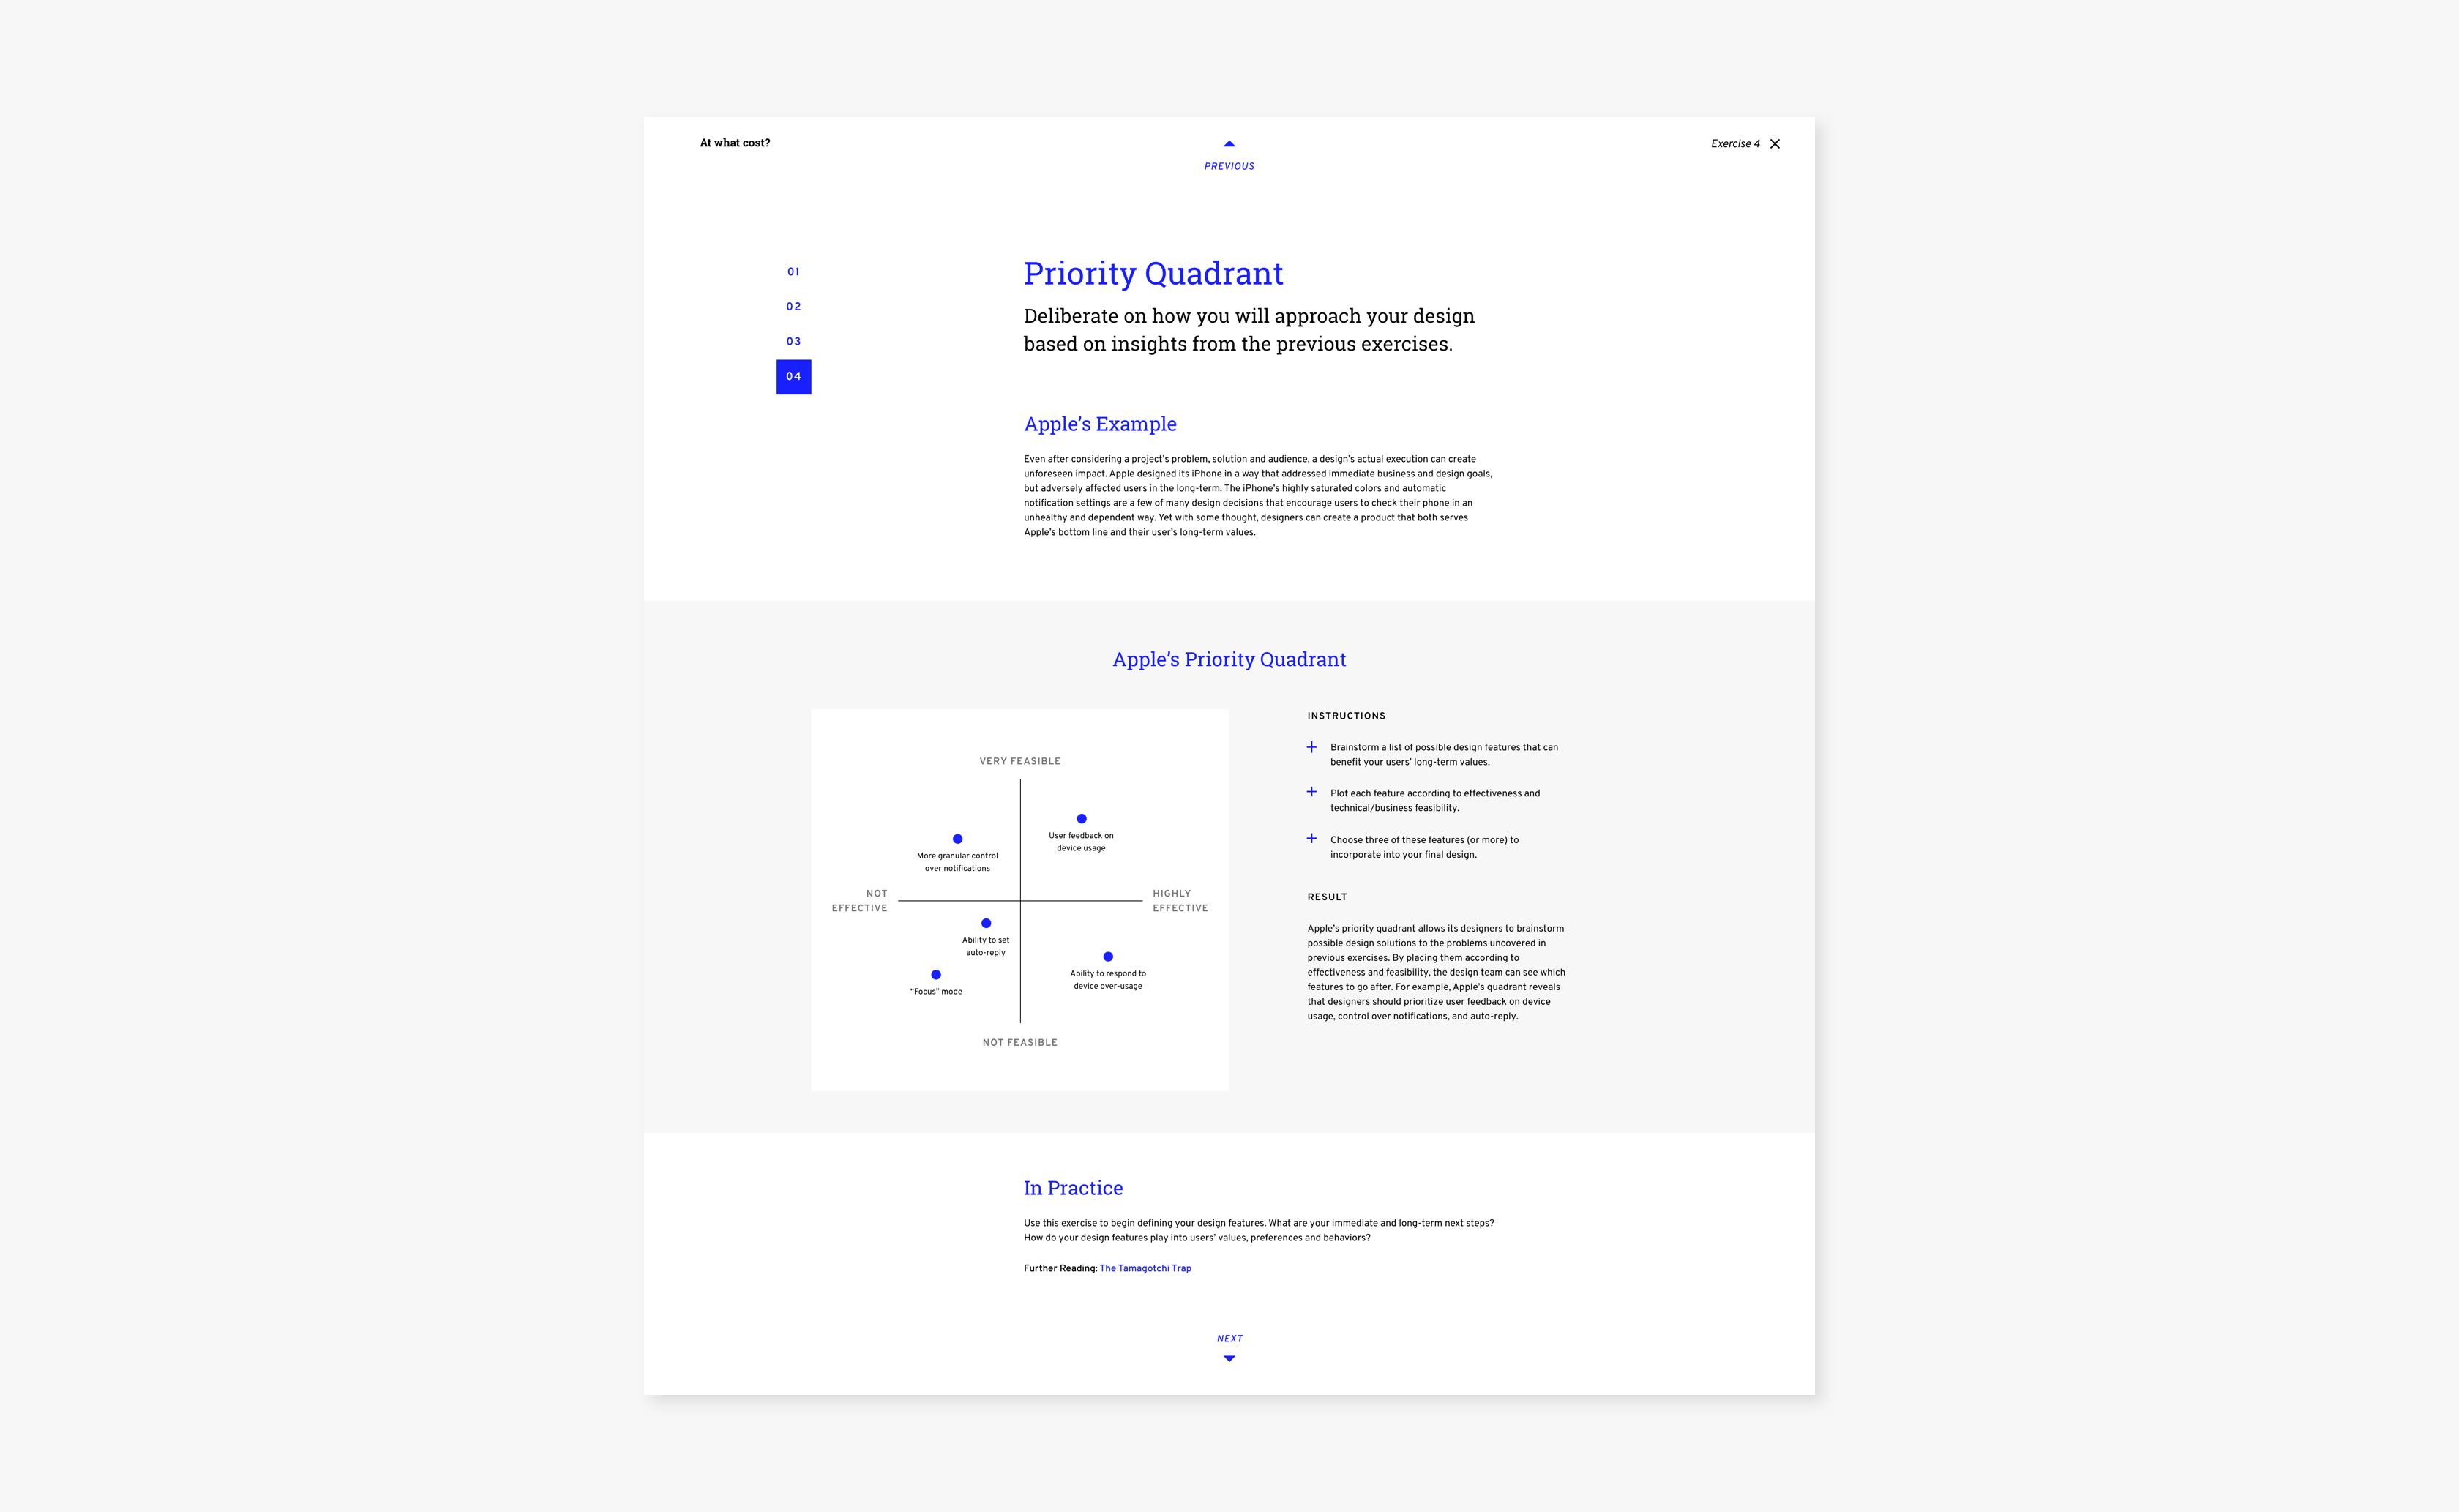 At what cost?
PREVIOUS
Exercise 4
01
02
03
04
Priority Quadrant
Deliberate on how you will approach your design
based on insights from the previous exercises.
Apple’s Example
Even after considering a project’s problem, solution and audience, a design’s actual execution can create
unforeseen impact. Apple designed its iPhone in a way that addressed immediate business and design goals,
but adversely affected users in the long-term. The iPhone’s highly saturated colors and automatic
notification settings are a few of many design decisions that encourage users to check their phone in an
unhealthy and dependent way. Yet with some thought, designers can create a product that both serves
Apple’s bottom line and their user’s long-term values.
Apple’s Priority Quadrant
VERY FEASIBLE
User feedback on
device usage
More granular control
over notifications
NOT
EFFECTIVE
HIGHLY
EFFECTIVE
Ability to set
auto-reply
Ability to respond to
device over-usage
“Focus” mode
NOT FEASIBLE
INSTRUCTIONS
Brainstorm a list of possible design features that can
benefit your users’ long-term values.
Plot each feature according to effectiveness and
technical/business feasibility.
Choose three of these features (or more) to
incorporate into your final design.
RESULT
Apple’s priority quadrant allows its designers to brainstorm
possible design solutions to the problems uncovered in
previous exercises. By placing them according to
effectiveness and feasibility, the design team can see which
features to go after. For example, Apple’s quadrant reveals
that designers should prioritize user feedback on device
usage, control over notifications, and auto-reply.
In Practice
Use this exercise to begin defining your design features. What are your immediate and long-term next steps?
How do your design features play into users’ values, preferences and behaviors?
Further Reading: The Tamagotchi Trap
NEXT